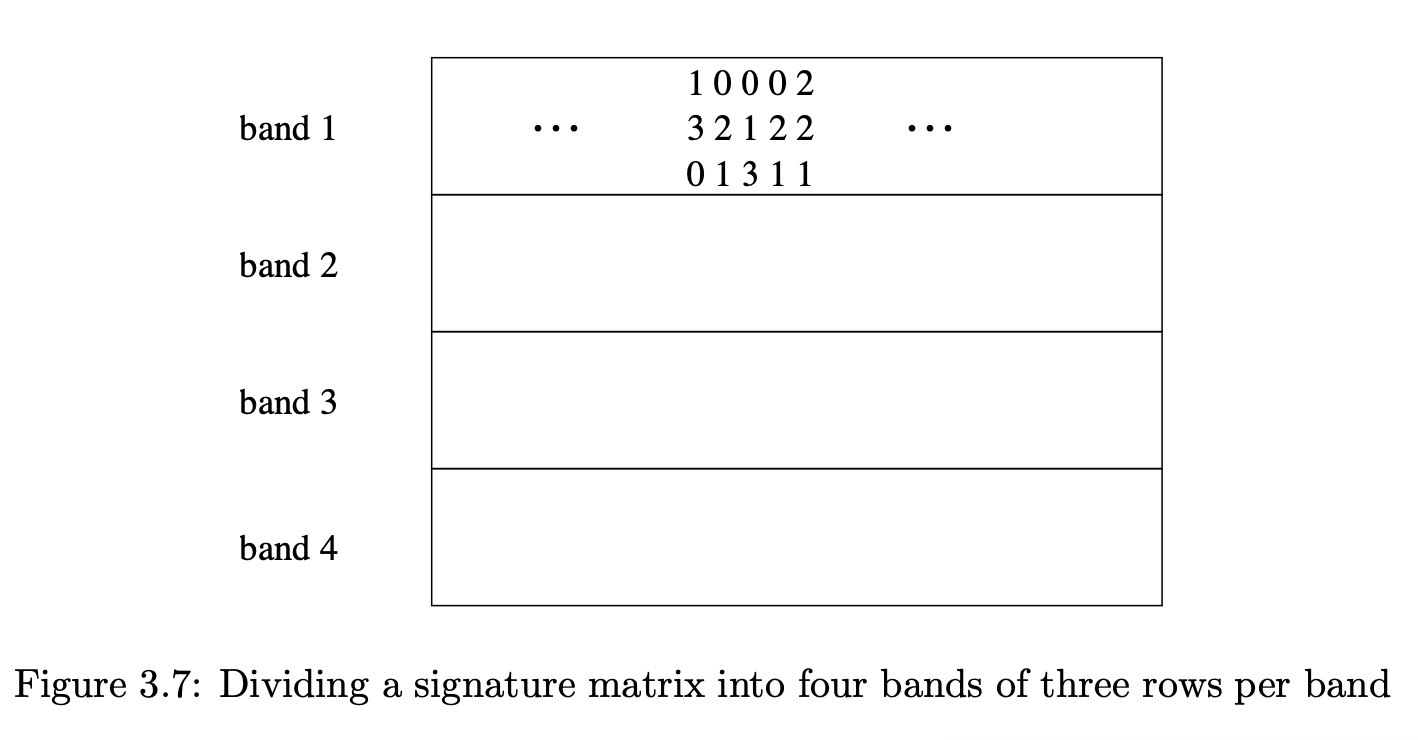 1 0 0 0 2
band 1 ... 3 2 1 2 2 ...
0 1 3 1 1
band 2
band 3
band 4
Figure 3.7: Dividing a signature matrix into four bands of three rows per band